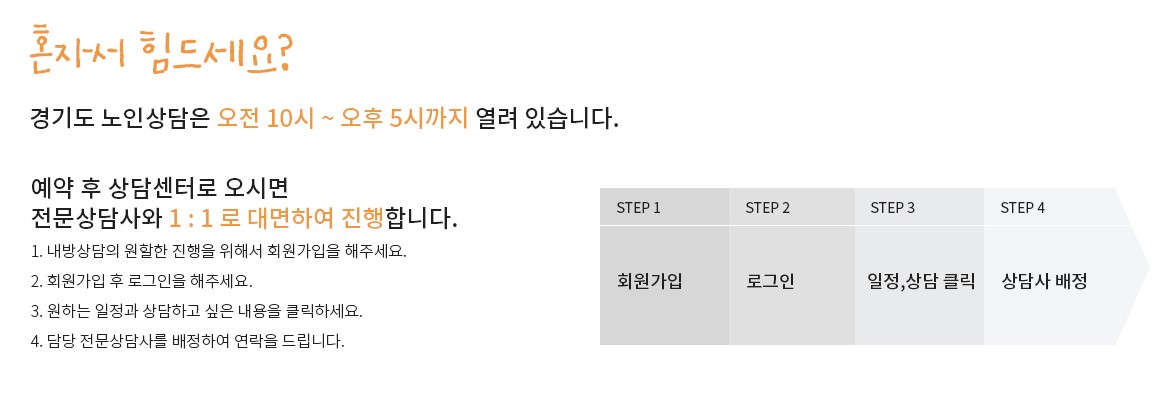 혼자서 힘드세요?
경기도 노인상담은 오전 10시 ~ 오후 5시까지 열려 있습니다.
예약 후 상담센터로 오시면
전문상담사와 1 : 1 로 대면하여 진행합니다.
1. 내방상담의 원할한 진행을 위해서 회원가입을 해주세요.
2. 회원가입 후 로그인을 해주세요.
3. 원하는 일정과 상담하고 싶은 내용을 클릭하세요.
4. 담당 전문상담사를 배정하여 연락을 드립니다.
STEP 1 STEP 2 STEP 3 STEP 4
회원가입 로그인 일정,상담 클릭 상담사 배정